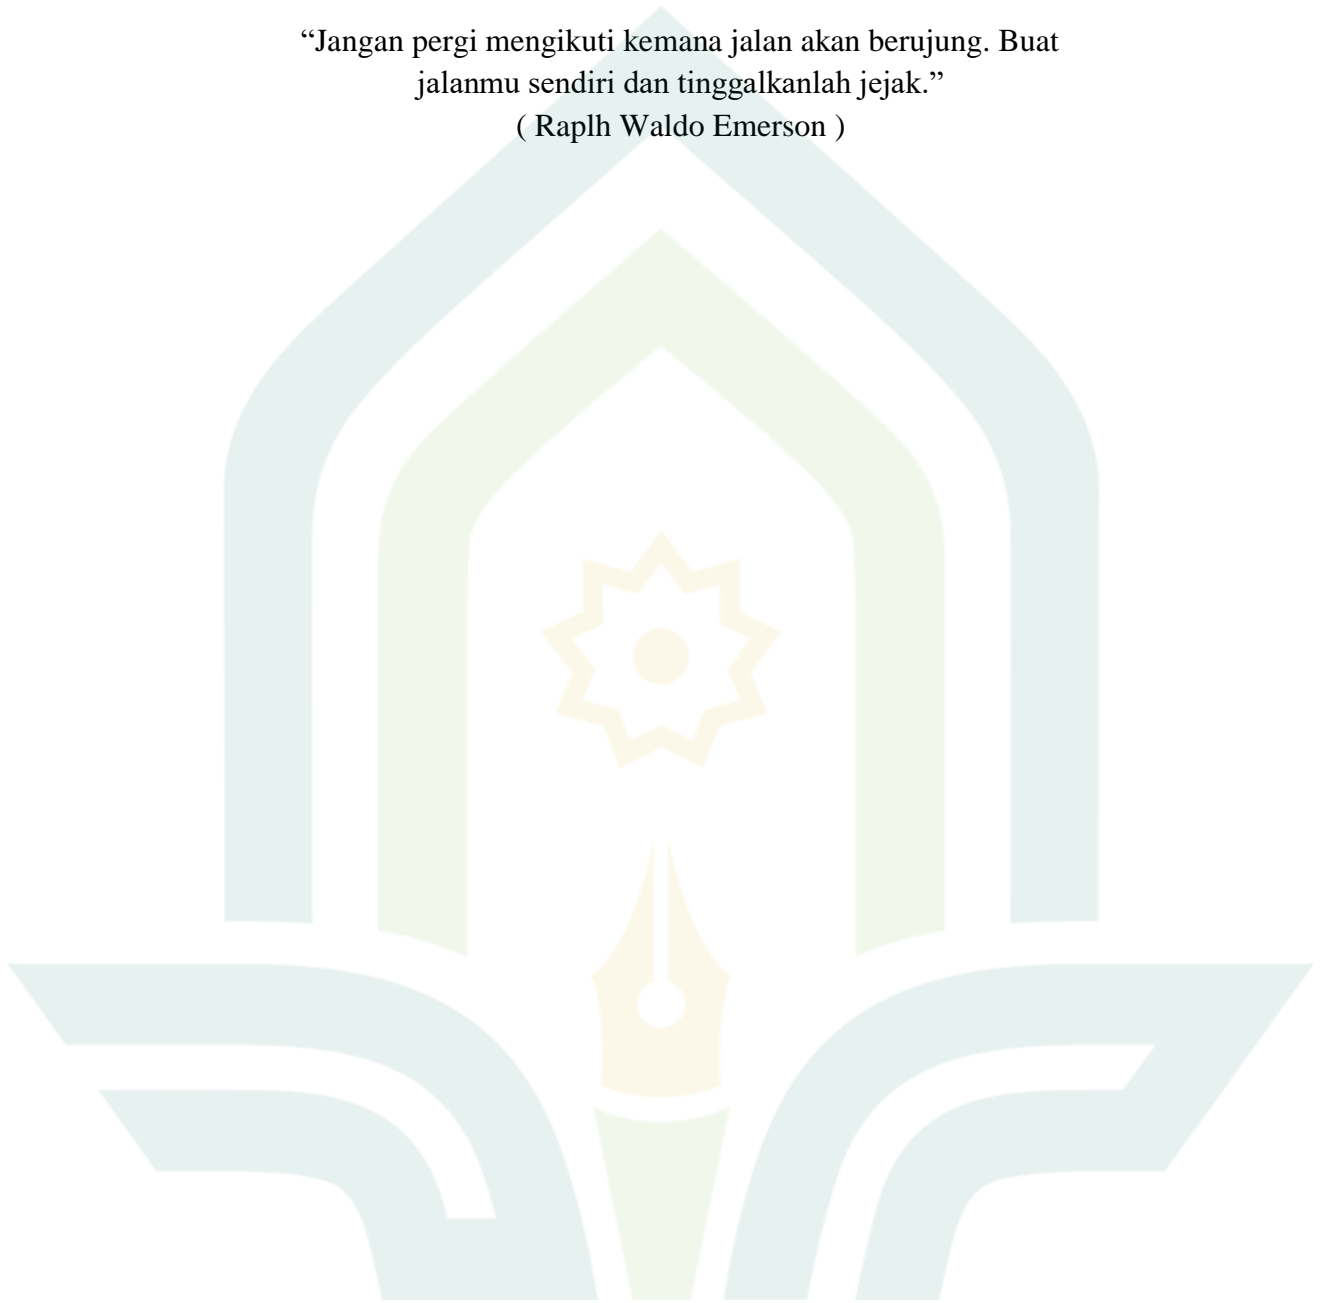 “Jangan pergi mengikuti kemana jalan akan berujung. Buat
jalanmu sendiri dan tinggalkanlah jejak.”
( Raplh Waldo Emerson )